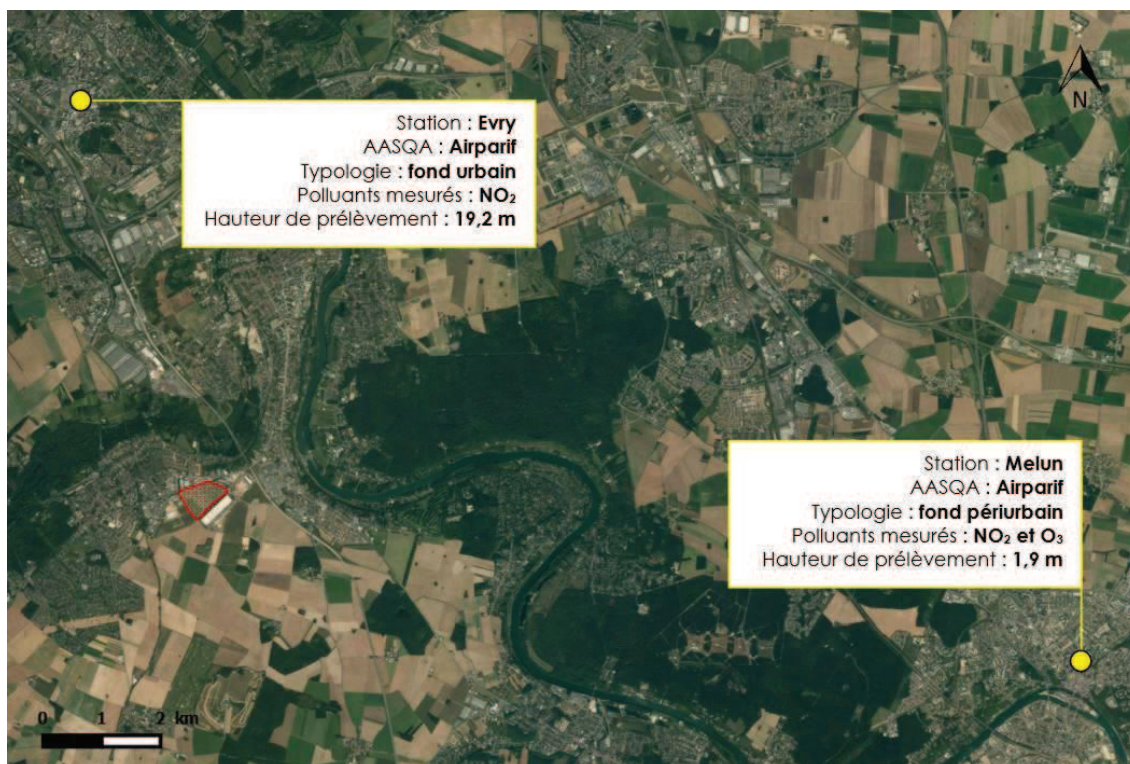 N
Station : Evry
AASQA : Airparif
Typologie : fond urbain
Polluants mesurés : NO₂
Hauteur de prélèvement : 19,2 m
Station : Melun
AASQA : Airparif
Typologie : fond périurbain
Polluants mesurés : NO₂ et O₃
Hauteur de prélèvement : 1,9 m
0 1 2 km